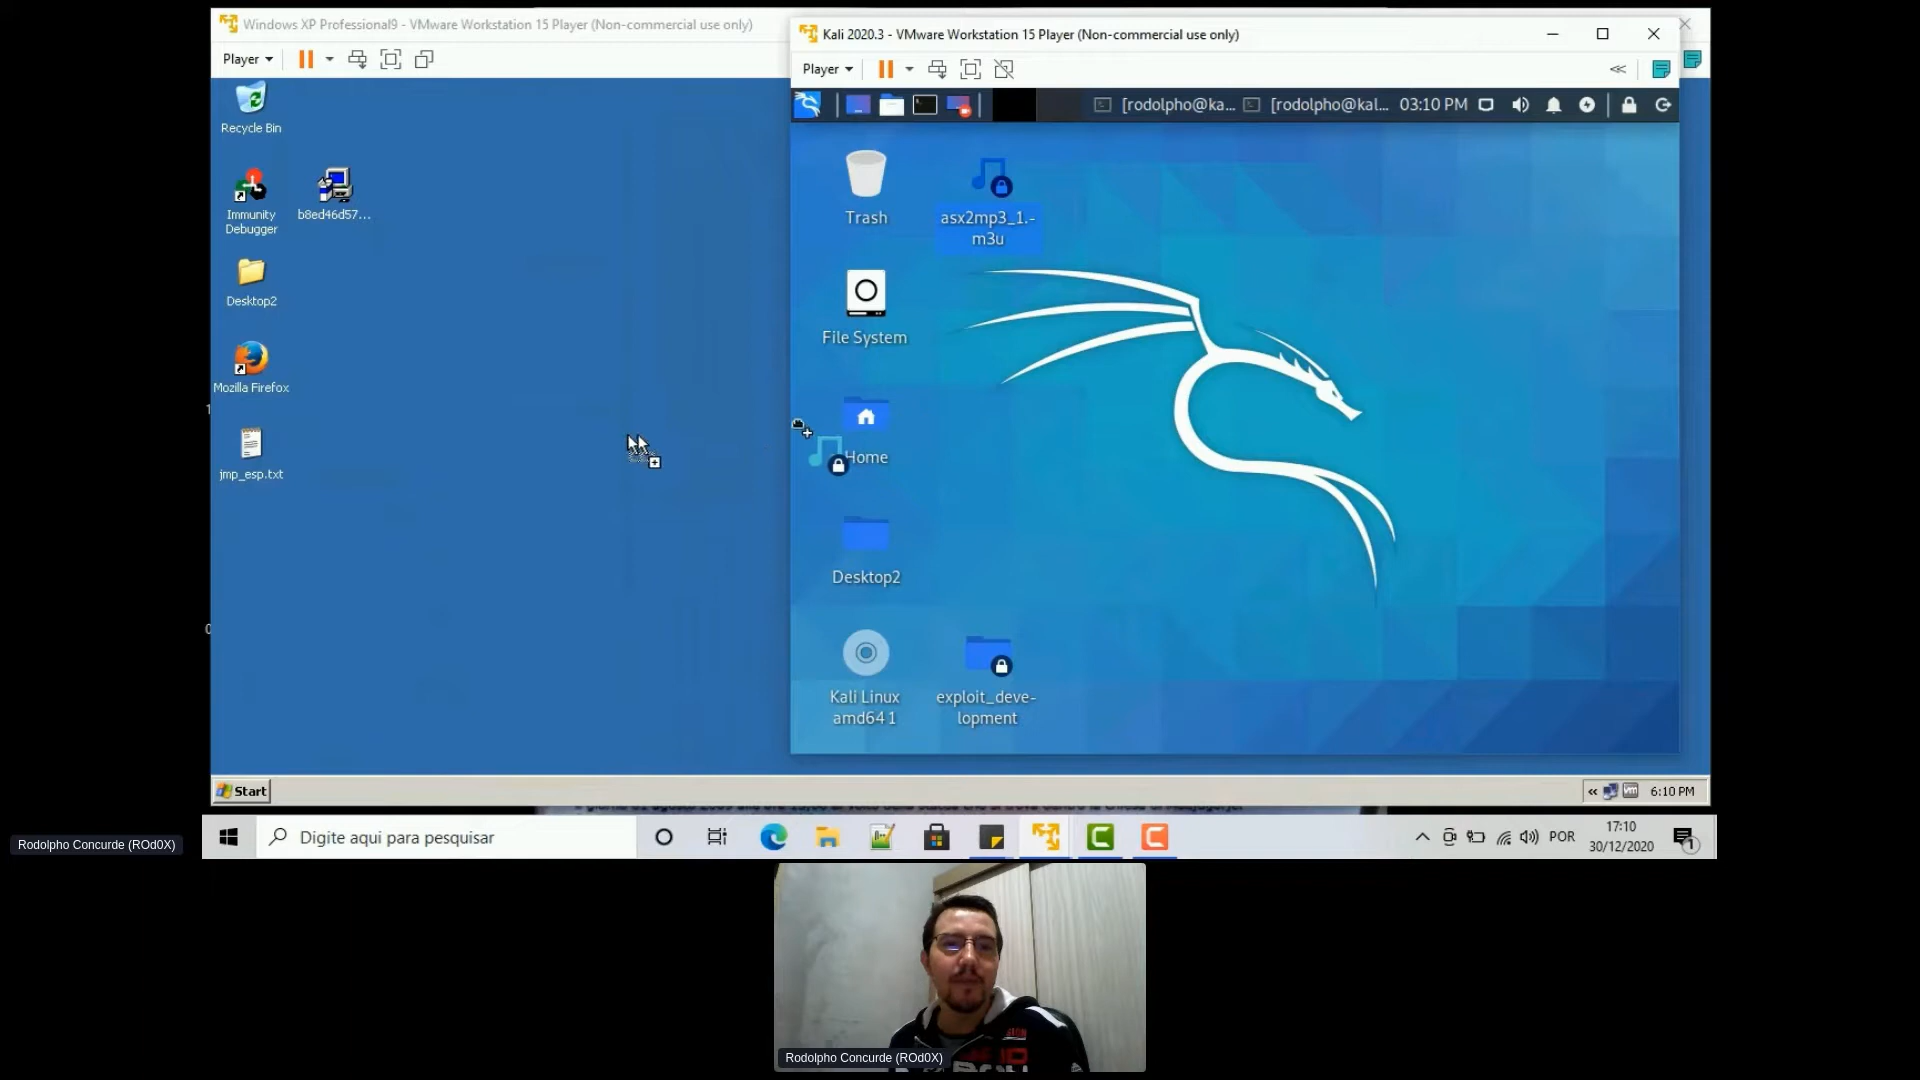 Windows XP Professional9 - VMware Workstation 15 Player (Non-commercial use only)
Player
Recycle Bin
Immunity
Debugger
b8ed46d57...
Desktop2
Mozilla Firefox
jmp_esp.txt
Start
6:10 PM
Kali 2020.3 - VMware Workstation 15 Player (Non-commercial use only)
Player
[rodolpho@ka...
[rodolpho@kal...
03:10 PM
Trash
asx2mp3_1.-
m3u
File System
Home
Desktop2
Kali Linux
amd64 1
exploit_deve-
lopment
Digite aqui para pesquisar
POR
17:10
30/12/2020
1
Rodolpho Concurde (ROd0X)
Rodolpho Concurde (ROd0X)